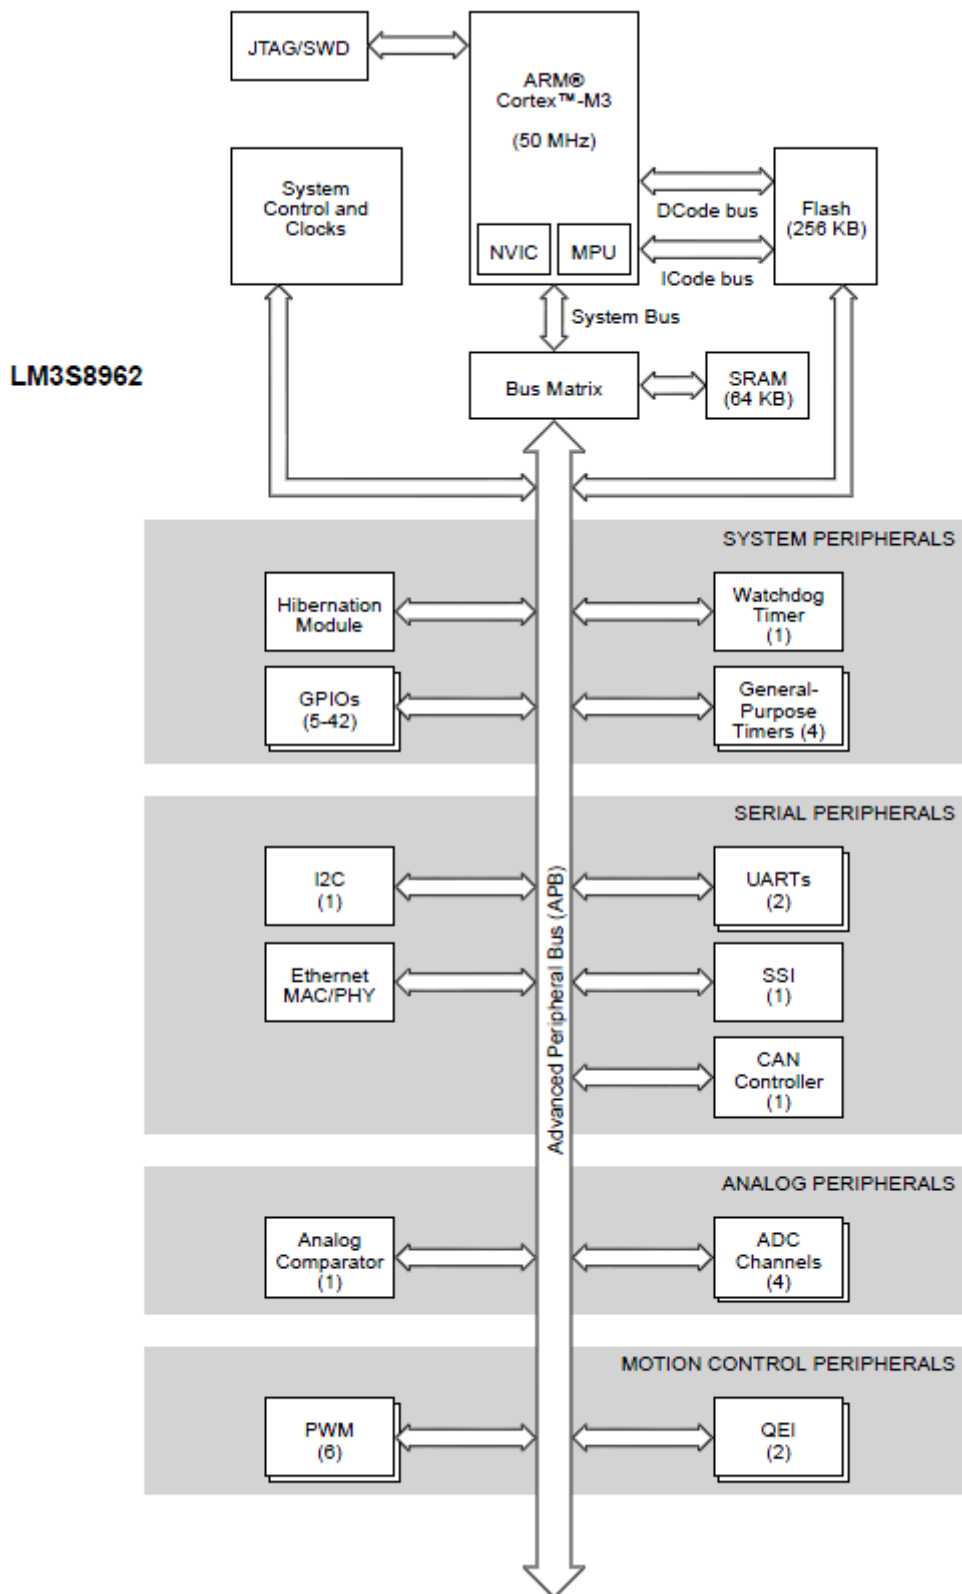 JTAG/SWD
ARM®
Cortex™-M3
(50 MHz)
System
Control and
Clocks
NVIC
MPU
DCode bus
ICode bus
Flash
(256 KB)
System Bus
LM3S8962
Bus Matrix
SRAM
(64 KB)
SYSTEM PERIPHERALS
Hibernation
Module
Watchdog
Timer
(1)
GPIOs
(5-42)
General-
Purpose
Timers (4)
SERIAL PERIPHERALS
I2C
(1)
UARTs
(2)
Advanced Peripheral Bus (APB)
Ethernet
MAC/PHY
SSI
(1)
CAN
Controller
(1)
ANALOG PERIPHERALS
Analog
Comparator
(1)
ADC
Channels
(4)
MOTION CONTROL PERIPHERALS
PWM
(6)
QEI
(2)